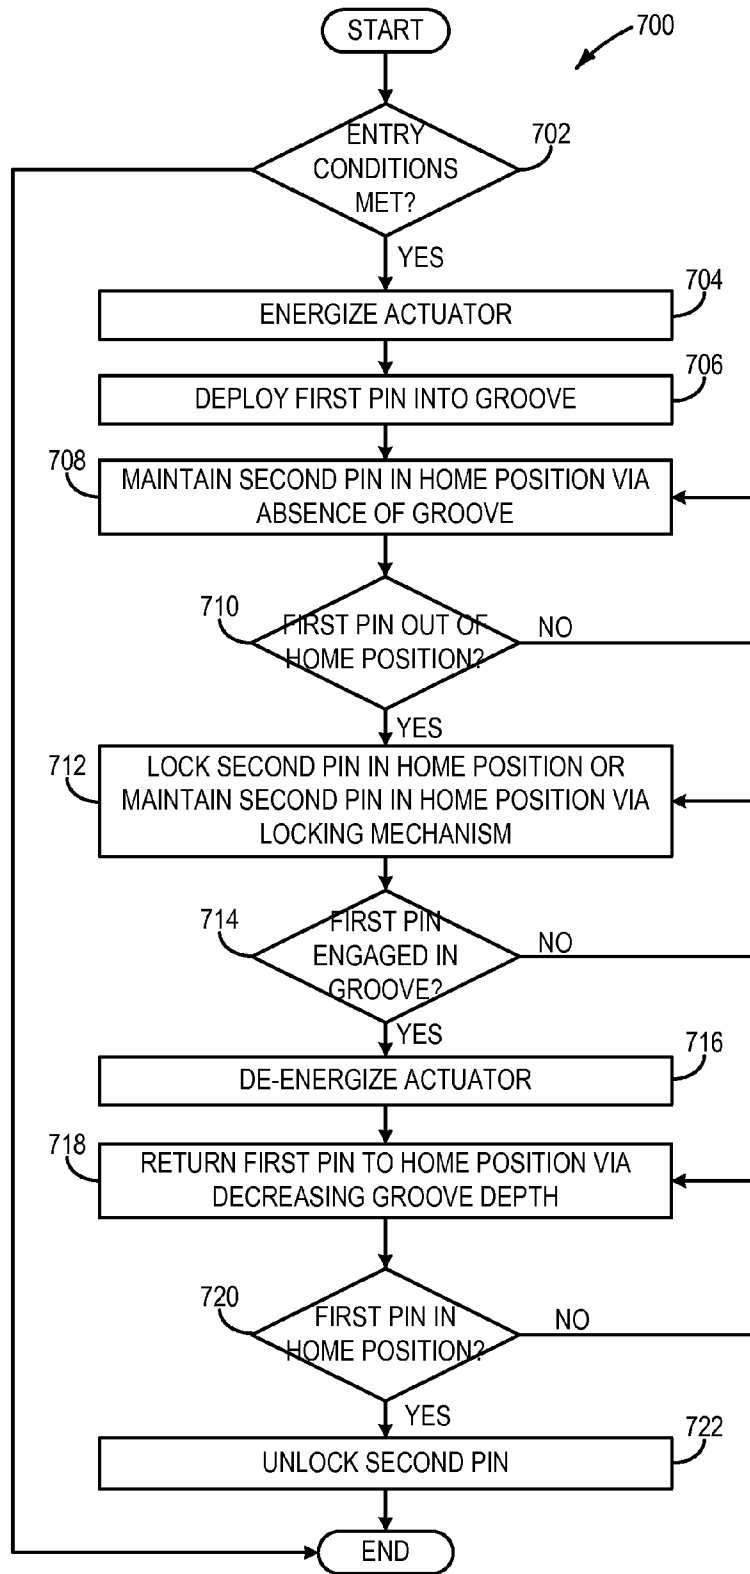 START
700
ENTRY
CONDITIONS
MET?
702
YES
ENERGIZE ACTUATOR
704
DEPLOY FIRST PIN INTO GROOVE
706
708
MAINTAIN SECOND PIN IN HOME POSITION VIA
ABSENCE OF GROOVE
710
FIRST PIN OUT OF
HOME POSITION?
NO
YES
712
LOCK SECOND PIN IN HOME POSITION OR
MAINTAIN SECOND PIN IN HOME POSITION VIA
LOCKING MECHANISM
714
FIRST PIN
ENGAGED IN
GROOVE?
NO
YES
716
DE-ENERGIZE ACTUATOR
718
RETURN FIRST PIN TO HOME POSITION VIA
DECREASING GROOVE DEPTH
720
FIRST PIN IN
HOME POSITION?
NO
YES
722
UNLOCK SECOND PIN
END